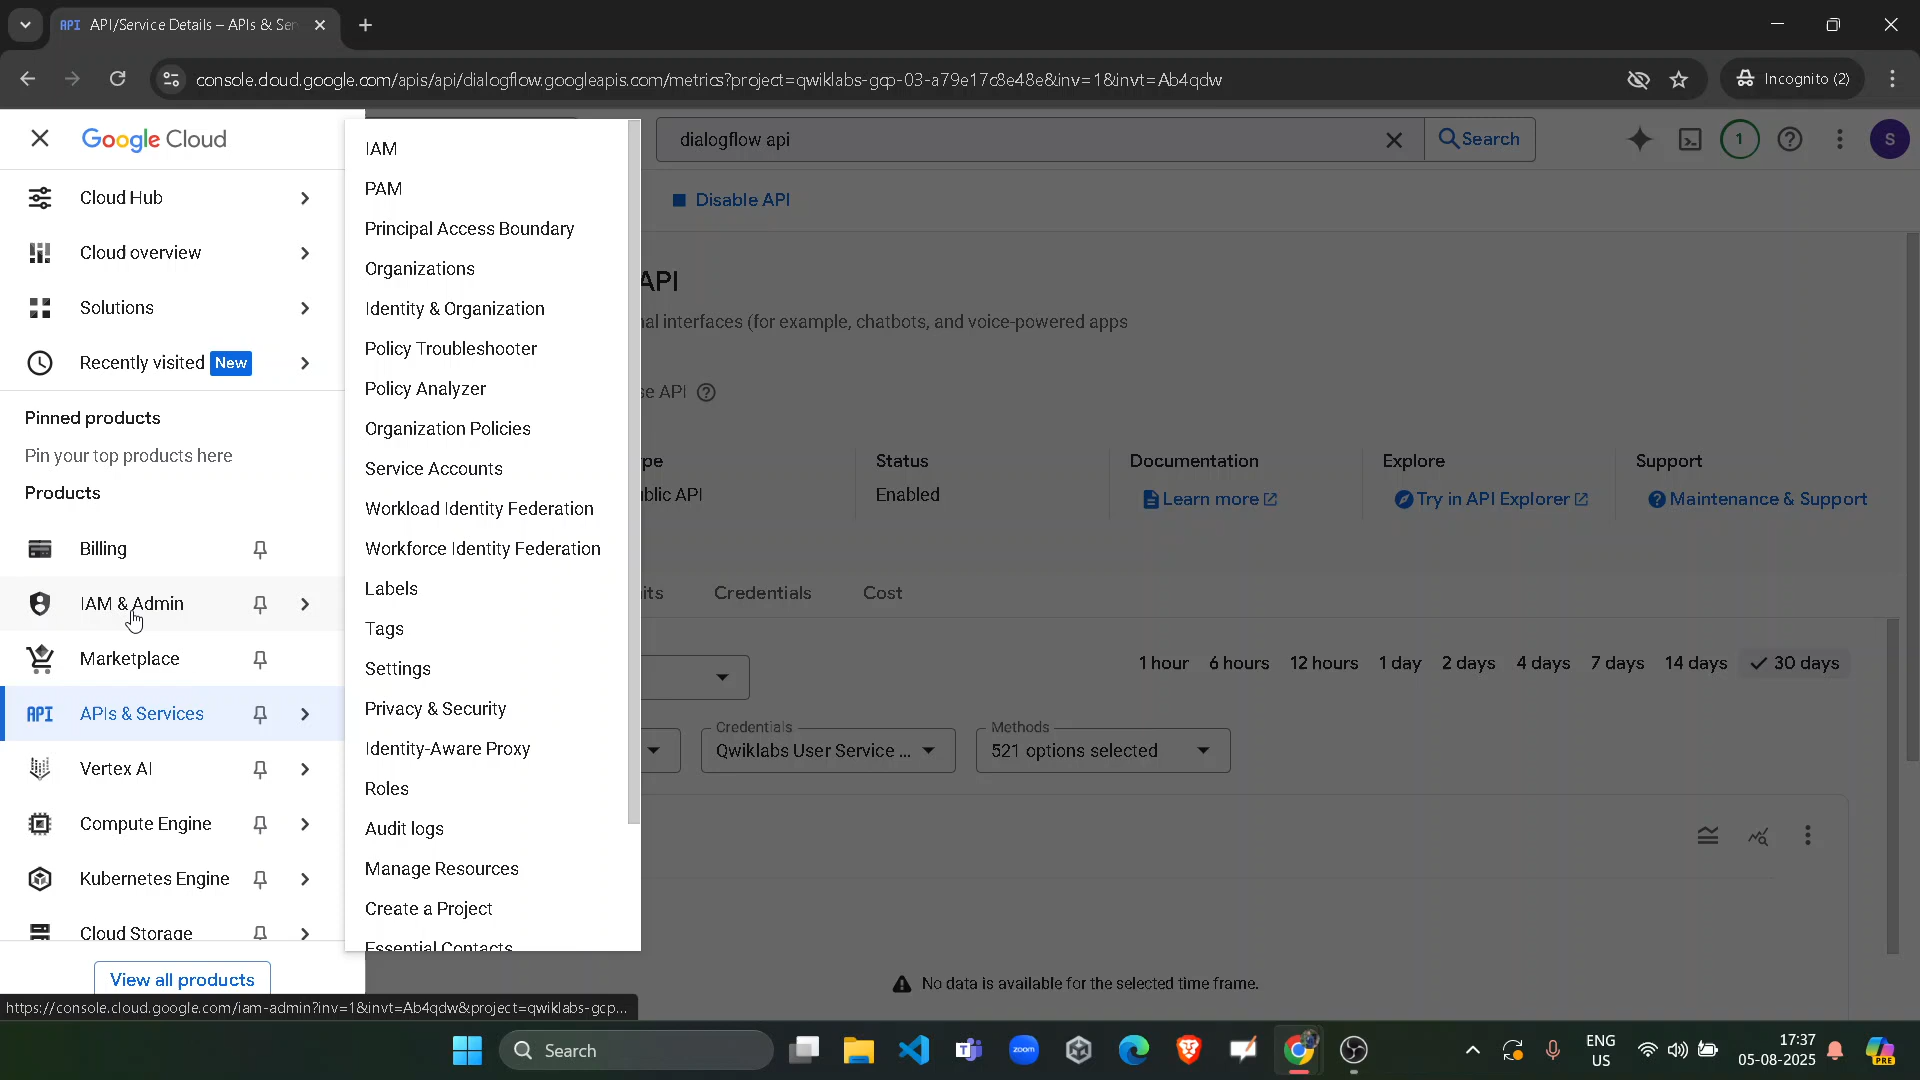 API API/Service Details – APIs & Ser
console.cloud.google.com/apis/api/dialogflow.googleapis.com/metrics?project=qwiklabs-gcp-03-a79e17c8e48e&inv=1&invt=Ab4qdw
Incognito (2)
Google Cloud
dialogflow api
Search
1
S
Cloud Hub
Cloud overview
Solutions
Recently visited New
Pinned products
Pin your top products here
Products
Billing
IAM & Admin
Marketplace
API APIs & Services
Vertex AI
Compute Engine
Kubernetes Engine
Cloud Storage
View all products
IAM
PAM
Principal Access Boundary
Organizations
Identity & Organization
Policy Troubleshooter
Policy Analyzer
Organization Policies
Service Accounts
Workload Identity Federation
Workforce Identity Federation
Labels
Tags
Settings
Privacy & Security
Identity-Aware Proxy
Roles
Audit logs
Manage Resources
Create a Project
Essential Contacts
Disable API
API
interfaces (for example, chatbots, and voice-powered apps
API
API
Status
Enabled
Documentation
Learn more
Explore
Try in API Explorer
Support
Maintenance & Support
Credentials
Cost
1 hour 6 hours 12 hours 1 day 2 days 4 days 7 days 14 days 30 days
Credentials
Qwiklabs User Service ...
Methods
521 options selected
No data is available for the selected time frame.
https://console.cloud.google.com/iam-admin?inv=1&invt=Ab4qdw&project=qwiklabs-gcp...
Search
zoom
ENG
US
17:37
05-08-2025
PRE